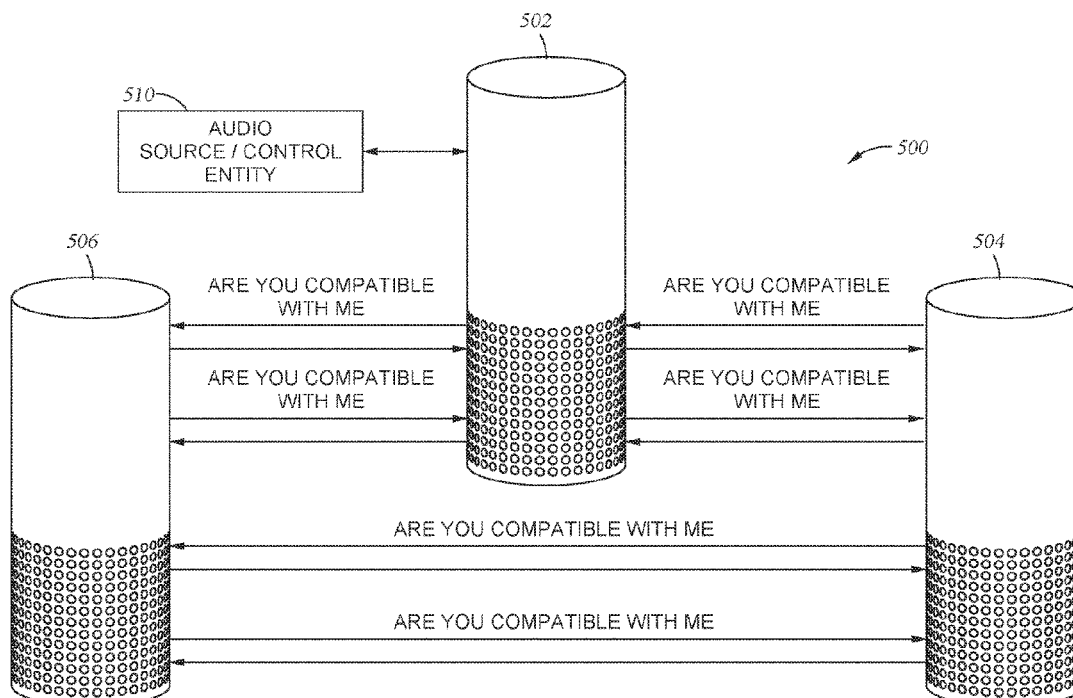 502
510
AUDIO
SOURCE / CONTROL
ENTITY
500
506
504
ARE YOU COMPATIBLE
WITH ME
ARE YOU COMPATIBLE
WITH ME
ARE YOU COMPATIBLE
WITH ME
ARE YOU COMPATIBLE
WITH ME
ARE YOU COMPATIBLE WITH ME
ARE YOU COMPATIBLE WITH ME